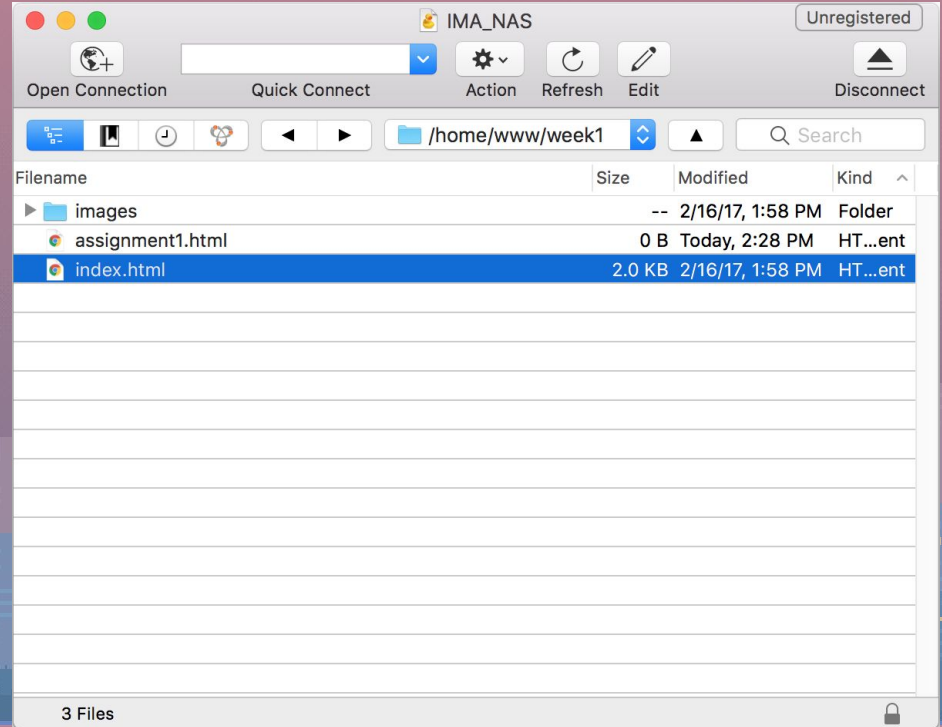 IMA_NAS
Unregistered
Open Connection
Quick Connect
Action
Refresh
Edit
Disconnect
/home/www/week1
Search
Filename Size Modified Kind
images -- 2/16/17, 1:58 PM Folder
assignment1.html 0 B Today, 2:28 PM HT...ent
index.html 2.0 KB 2/16/17, 1:58 PM HT...ent
3 Files